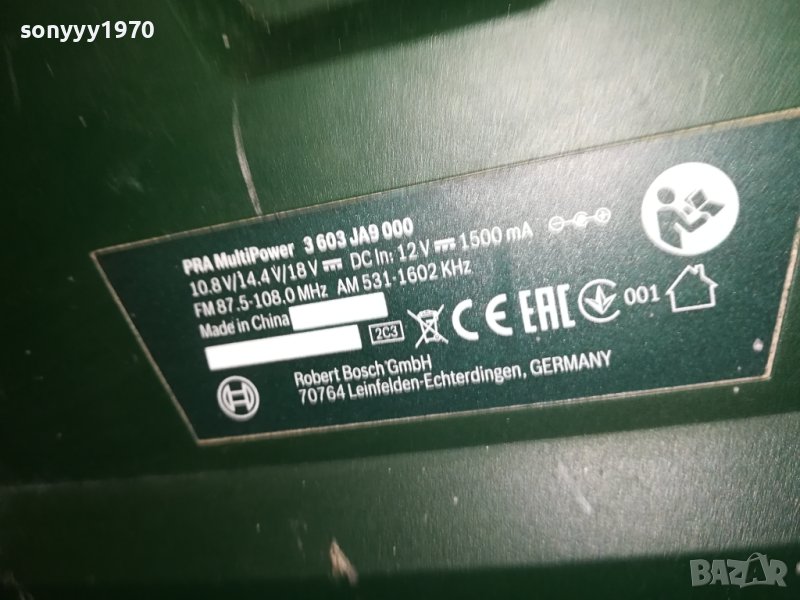 sonyyy1970
PRA MultiPower 3 603 JA9 000
10.8 V/14.4 V/18 V DC In: 12 V 1500 mA
FM 87.5-108.0 MHz AM 531-1602 KHz
Made in China
2C3 CE EAC 001
Robert Bosch GmbH
70764 Leinfelden-Echterdingen, GERMANY
BAZAR